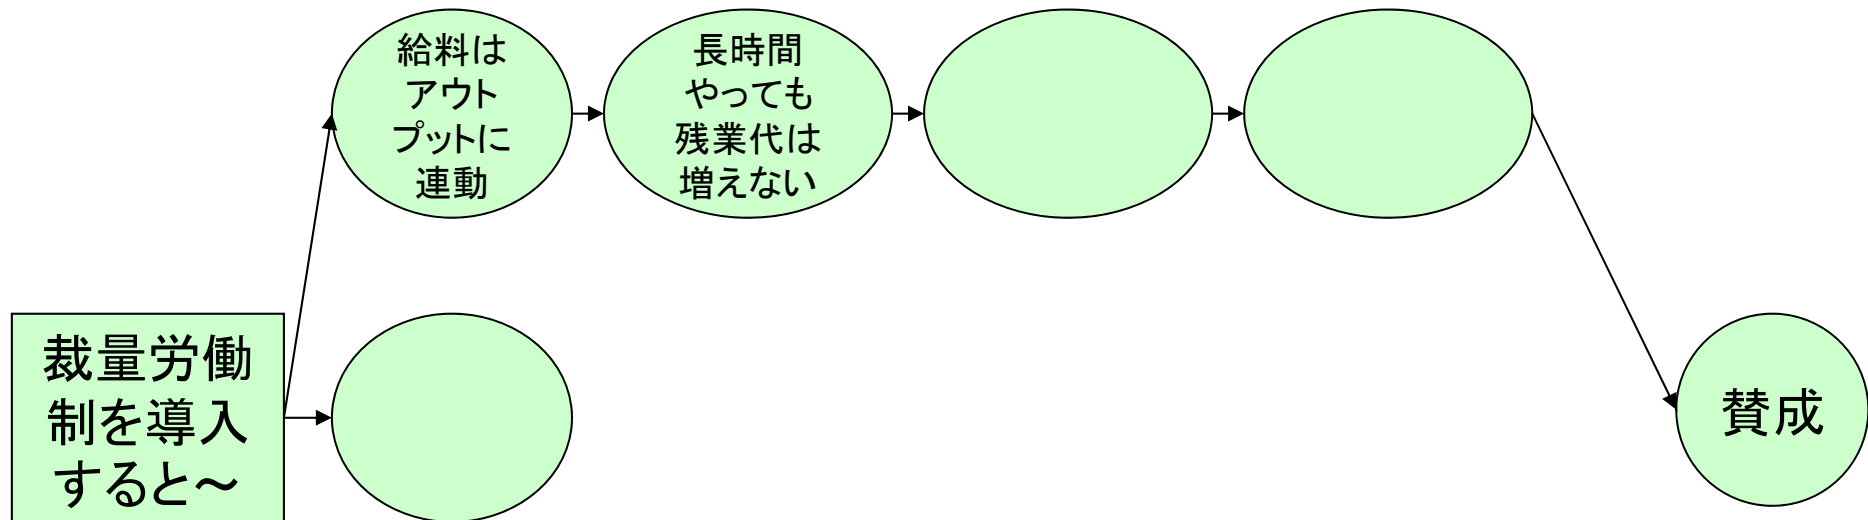 給料は
アウト
プットに
連動
長時間
やっても
残業代は
増えない
裁量労働
制を導入
すると～
賛成